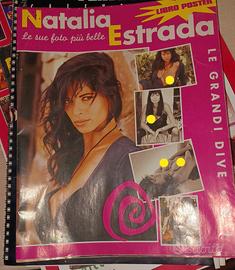 LIBRO POSTER
Natalia
Estrada
Le sue foto più belle
LE GRANDI DIVE